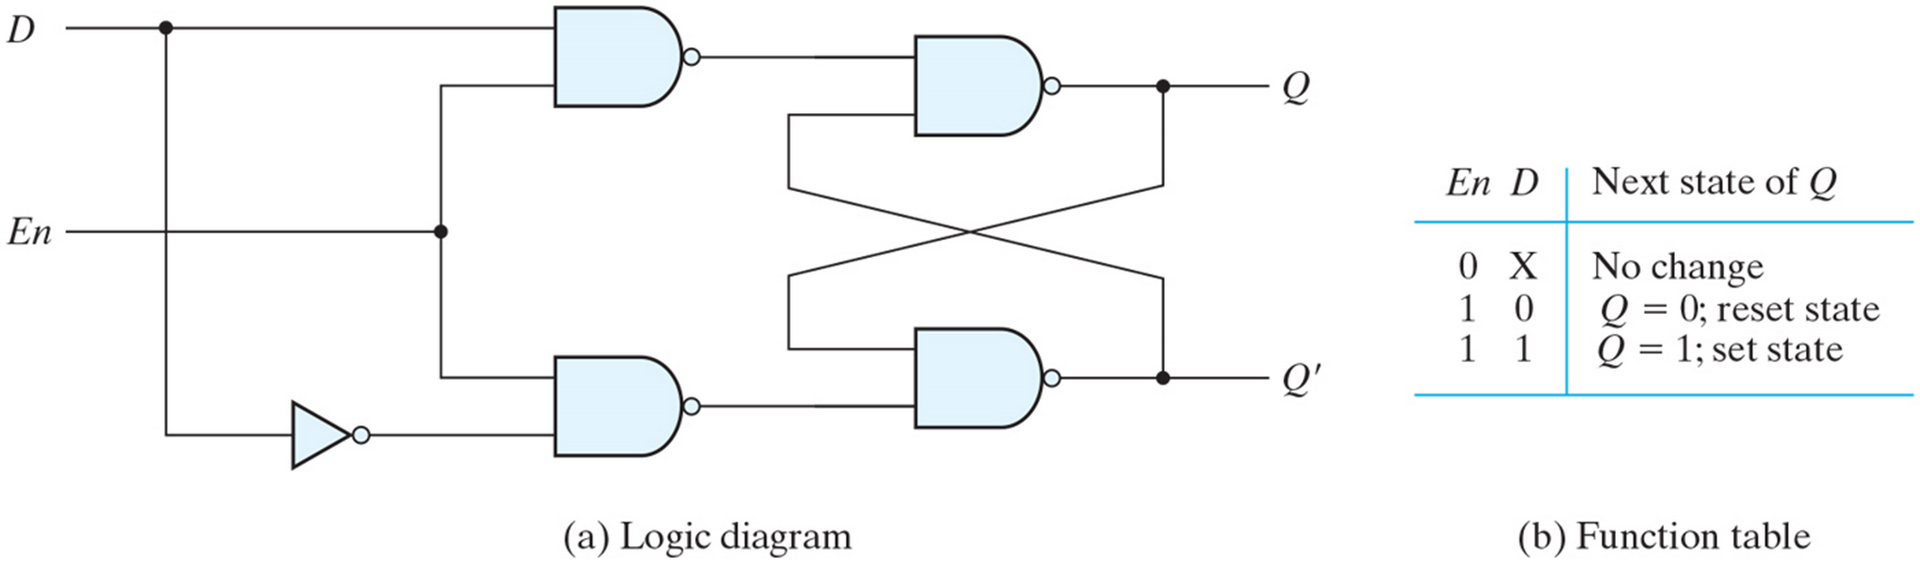 D
En
Q
Q′
(a) Logic diagram
En D Next state of Q
0 X No change
1 0 Q = 0; reset state
1 1 Q = 1; set state
(b) Function table